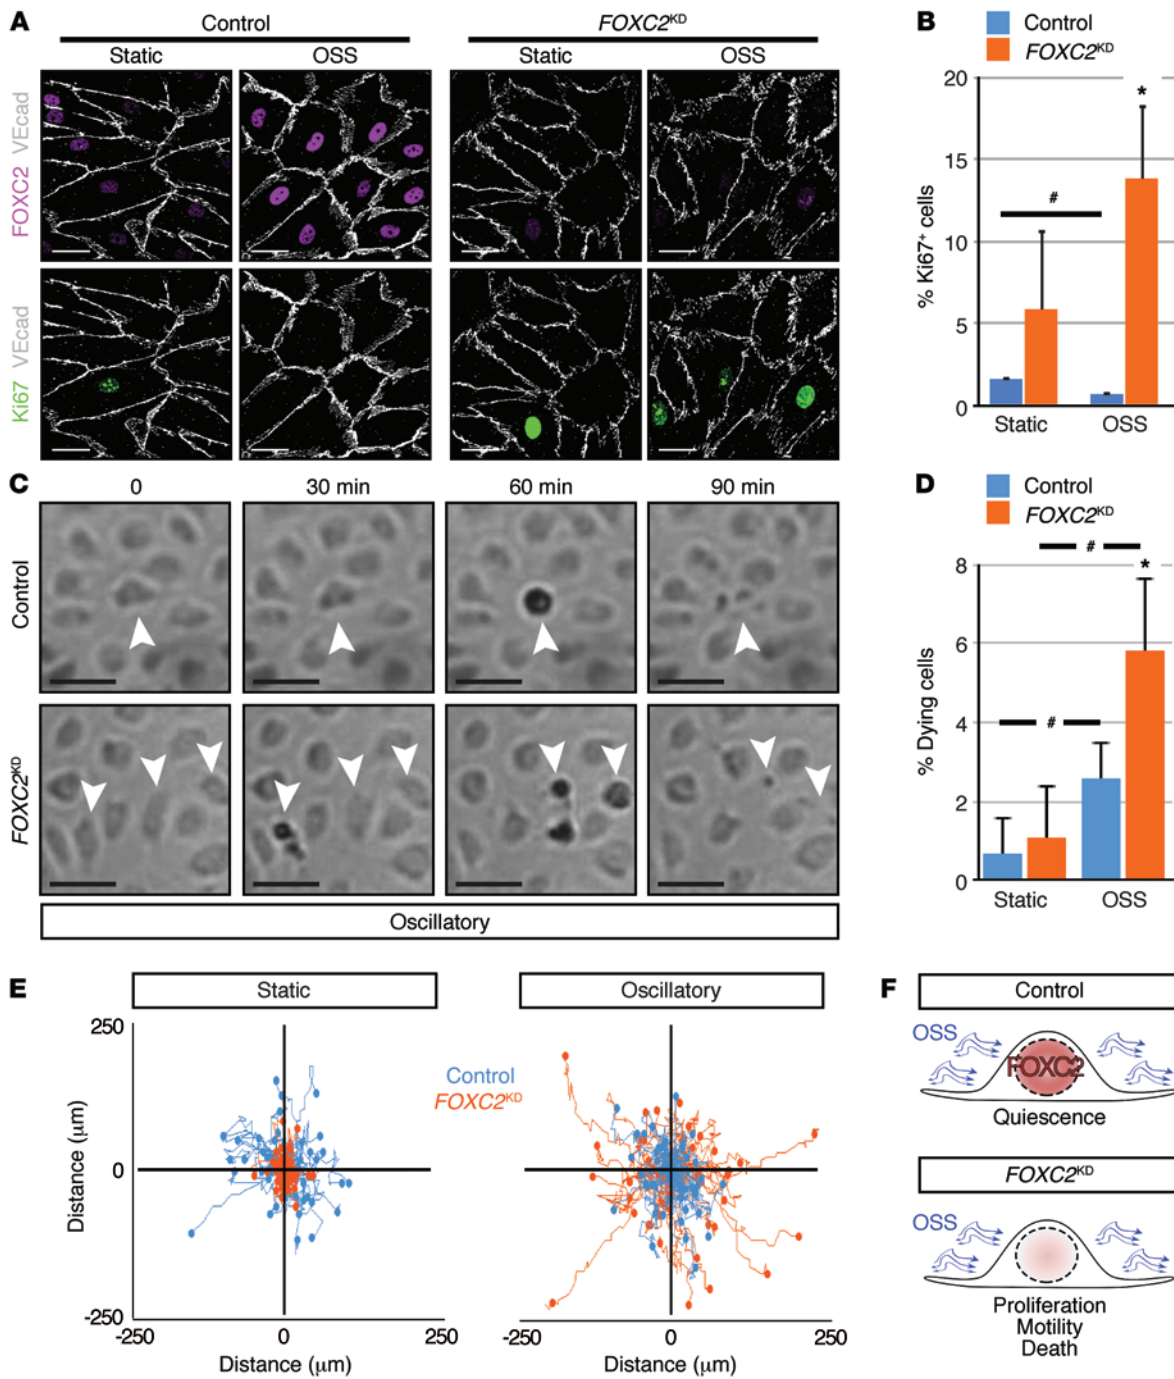 A
Control
FOXC2KD
Static
OSS
Static
OSS
FOXC2 VEcad
Ki67 VEcad
B
Control
FOXC2KD
% Ki67+ cells
20
15
10
5
0
*
#
Static
OSS
C
0
30 min
60 min
90 min
Control
FOXC2KD
Oscillatory
D
Control
FOXC2KD
% Dying cells
8
6
4
2
0
#
*
#
Static
OSS
E
Static
Oscillatory
Control
FOXC2KD
Distance (μm)
250
0
-250
-250
0
250
Distance (μm)
-250
0
250
Distance (μm)
F
Control
OSS
FOXC2
Quiescence
FOXC2KD
OSS
Proliferation
Motility
Death